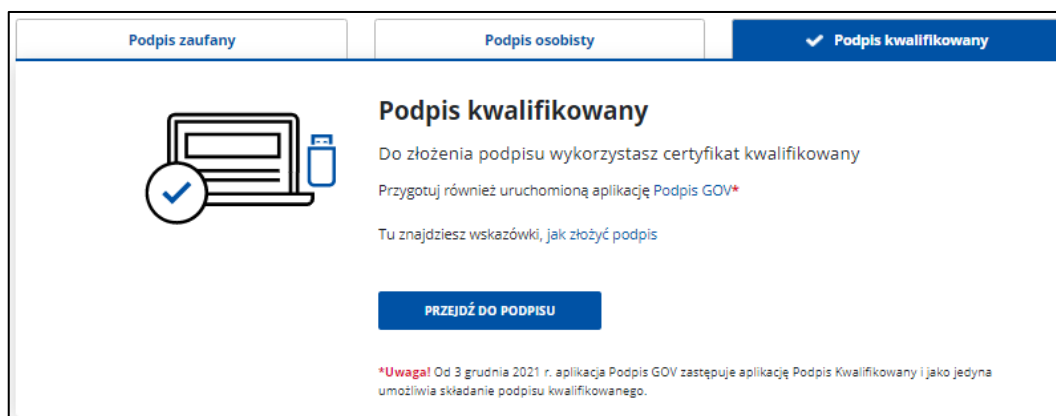 Podpis zaufany
Podpis osobisty
Podpis kwalifikowany
Podpis kwalifikowany
Do złożenia podpisu wykorzystasz certyfikat kwalifikowany
Przygotuj również uruchomioną aplikację Podpis GOV*
Tu znajdziesz wskazówki, jak złożyć podpis
PRZEJDŹ DO PODPISU
*Uwaga! Od 3 grudnia 2021 r. aplikacja Podpis GOV zastępuje aplikację Podpis Kwalifikowany i jako jedyna
umożliwia składanie podpisu kwalifikowanego.